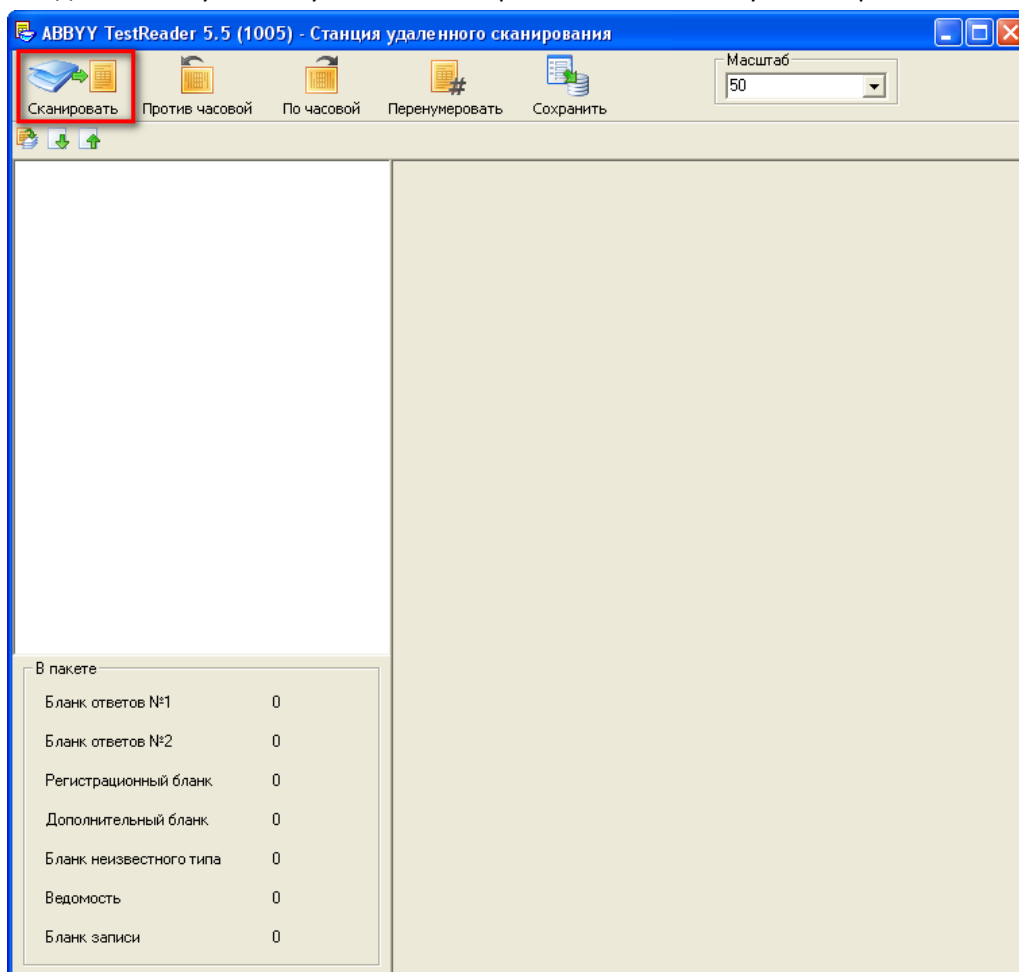 ABBYY TestReader 5.5 (1005) - Станция удаленного сканирования
Масштаб
50
Сканировать Против часовой По часовой Перенумеровать Сохранить
В пакете
Бланк ответов №1 0
Бланк ответов №2 0
Регистрационный бланк 0
Дополнительный бланк 0
Бланк неизвестного типа 0
Ведомость 0
Бланк записи 0